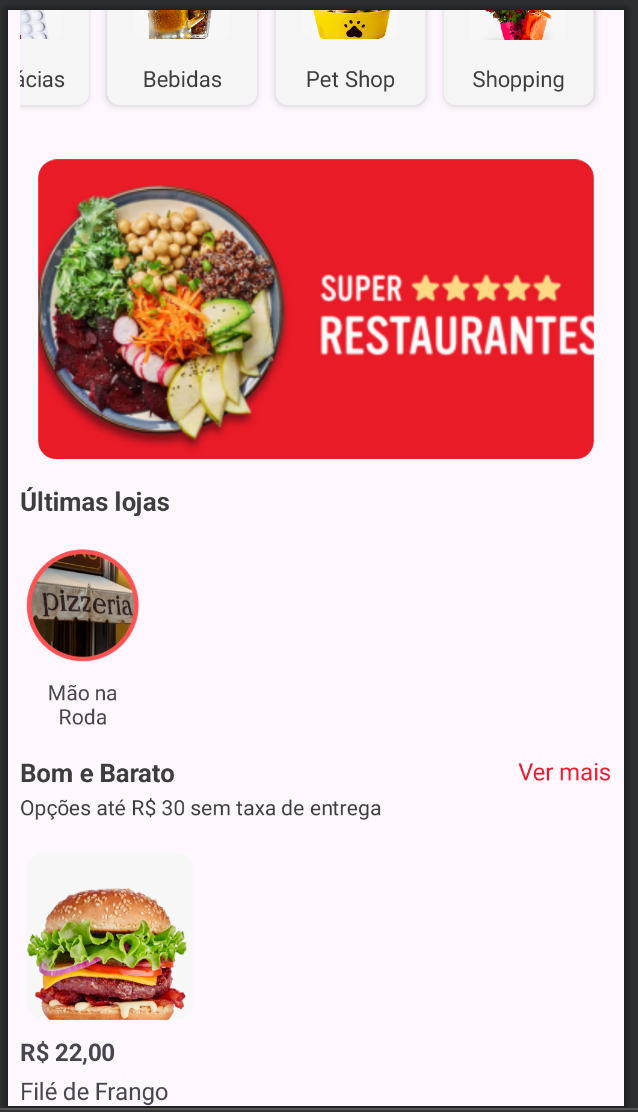 ácias
Bebidas
Pet Shop
Shopping
SUPER
RESTAURANTES
Últimas lojas
pizzeria
Mão na
Roda
Bom e Barato
Ver mais
Opções até R$ 30 sem taxa de entrega
R$ 22,00
Filé de Frango